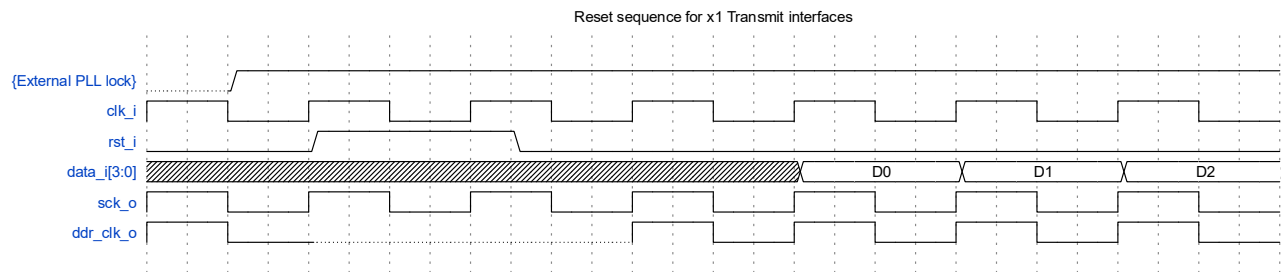 Reset sequence for x1 Transmit interfaces
{External PLL lock}
clk_i
rst_i
data_i[3:0] D0 D1 D2
sck_o
ddr_clk_o